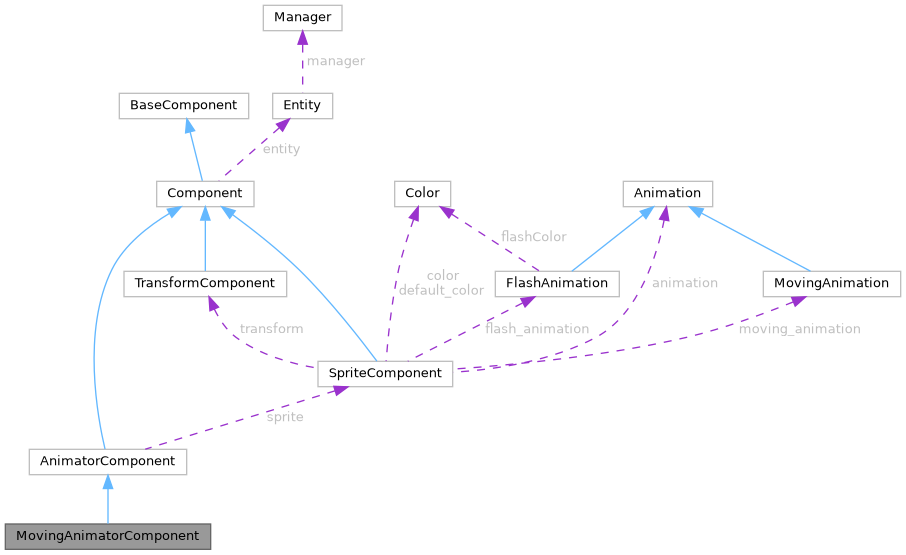 Manager
manager
BaseComponent
Entity
entity
Component
Color
Animation
flashColor
color
default_color
TransformComponent
FlashAnimation
animation
MovingAnimation
transform
flash_animation
moving_animation
SpriteComponent
sprite
AnimatorComponent
MovingAnimatorComponent